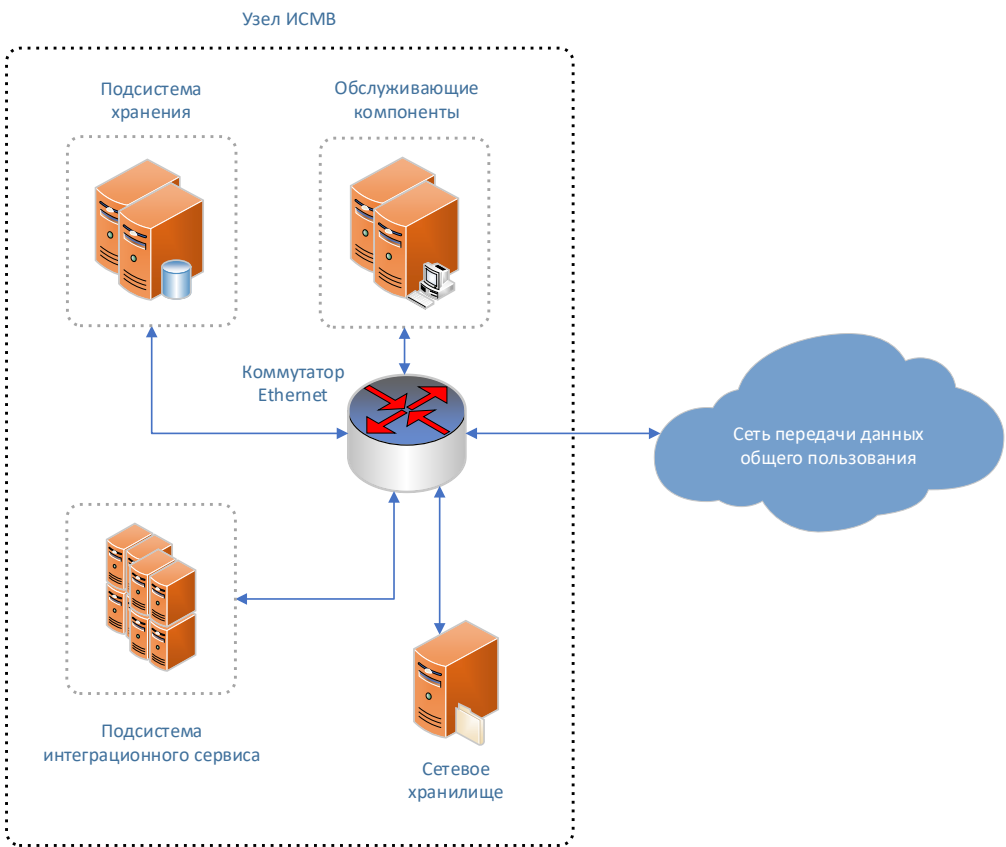 Узел ИСМВ
Подсистема
хранения
Обслуживающие
компоненты
Коммутатор
Ethernet
Сеть передачи данных
общего пользования
Подсистема
интеграционного сервиса
Сетевое
хранилище